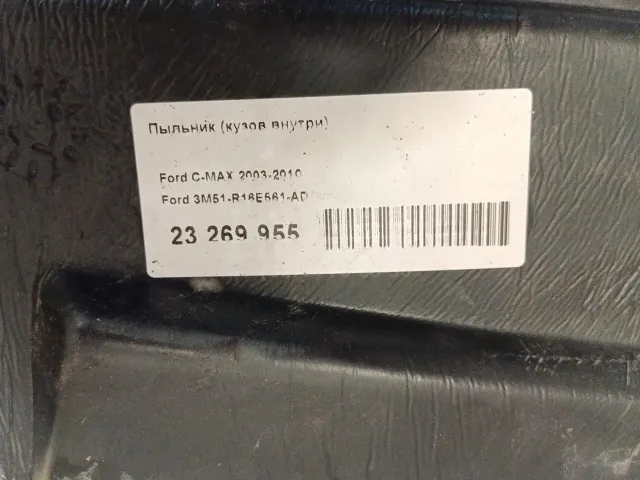 Пыльник (кузов внутри)
Ford C-MAX 2003-2010
Ford 3M51-R16E561-AD
23 269 955